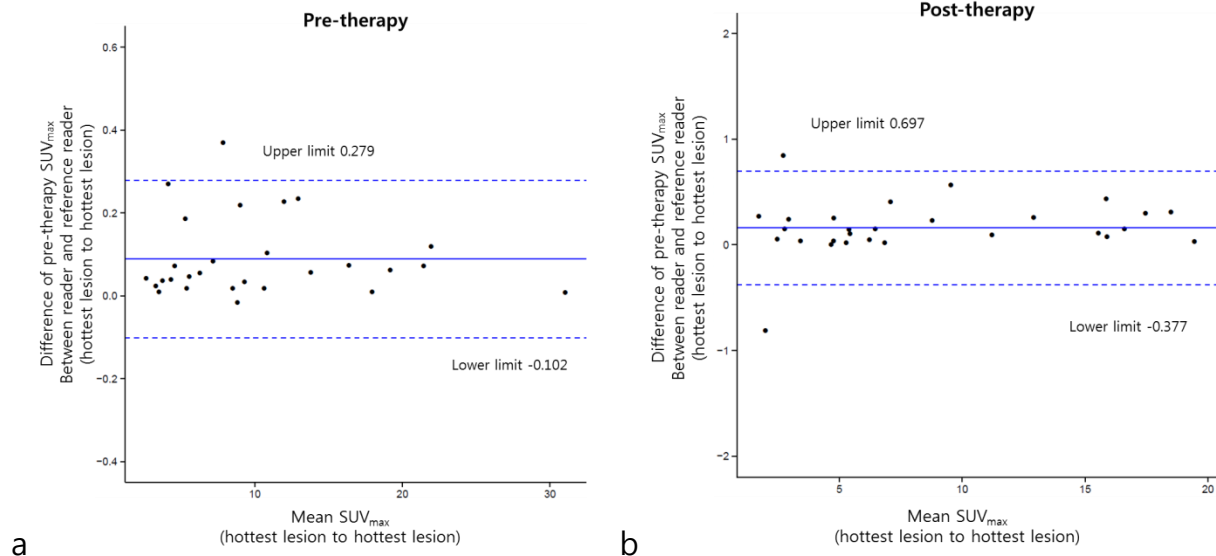 Pre-therapy
0.6
0.4
0.2
0.0
−0.2
−0.4
Difference of pre-therapy SUVmax
Between reader and reference reader
(hottest lesion to hottest lesion)
Upper limit 0.279
Lower limit -0.102
10
20
30
Mean SUVmax
(hottest lesion to hottest lesion)
a
Post-therapy
2
1
0
−1
−2
Difference of pre-therapy SUVmax
Between reader and reference reader
(hottest lesion to hottest lesion)
Upper limit 0.697
Lower limit -0.377
5
10
15
20
Mean SUVmax
(hottest lesion to hottest lesion)
b